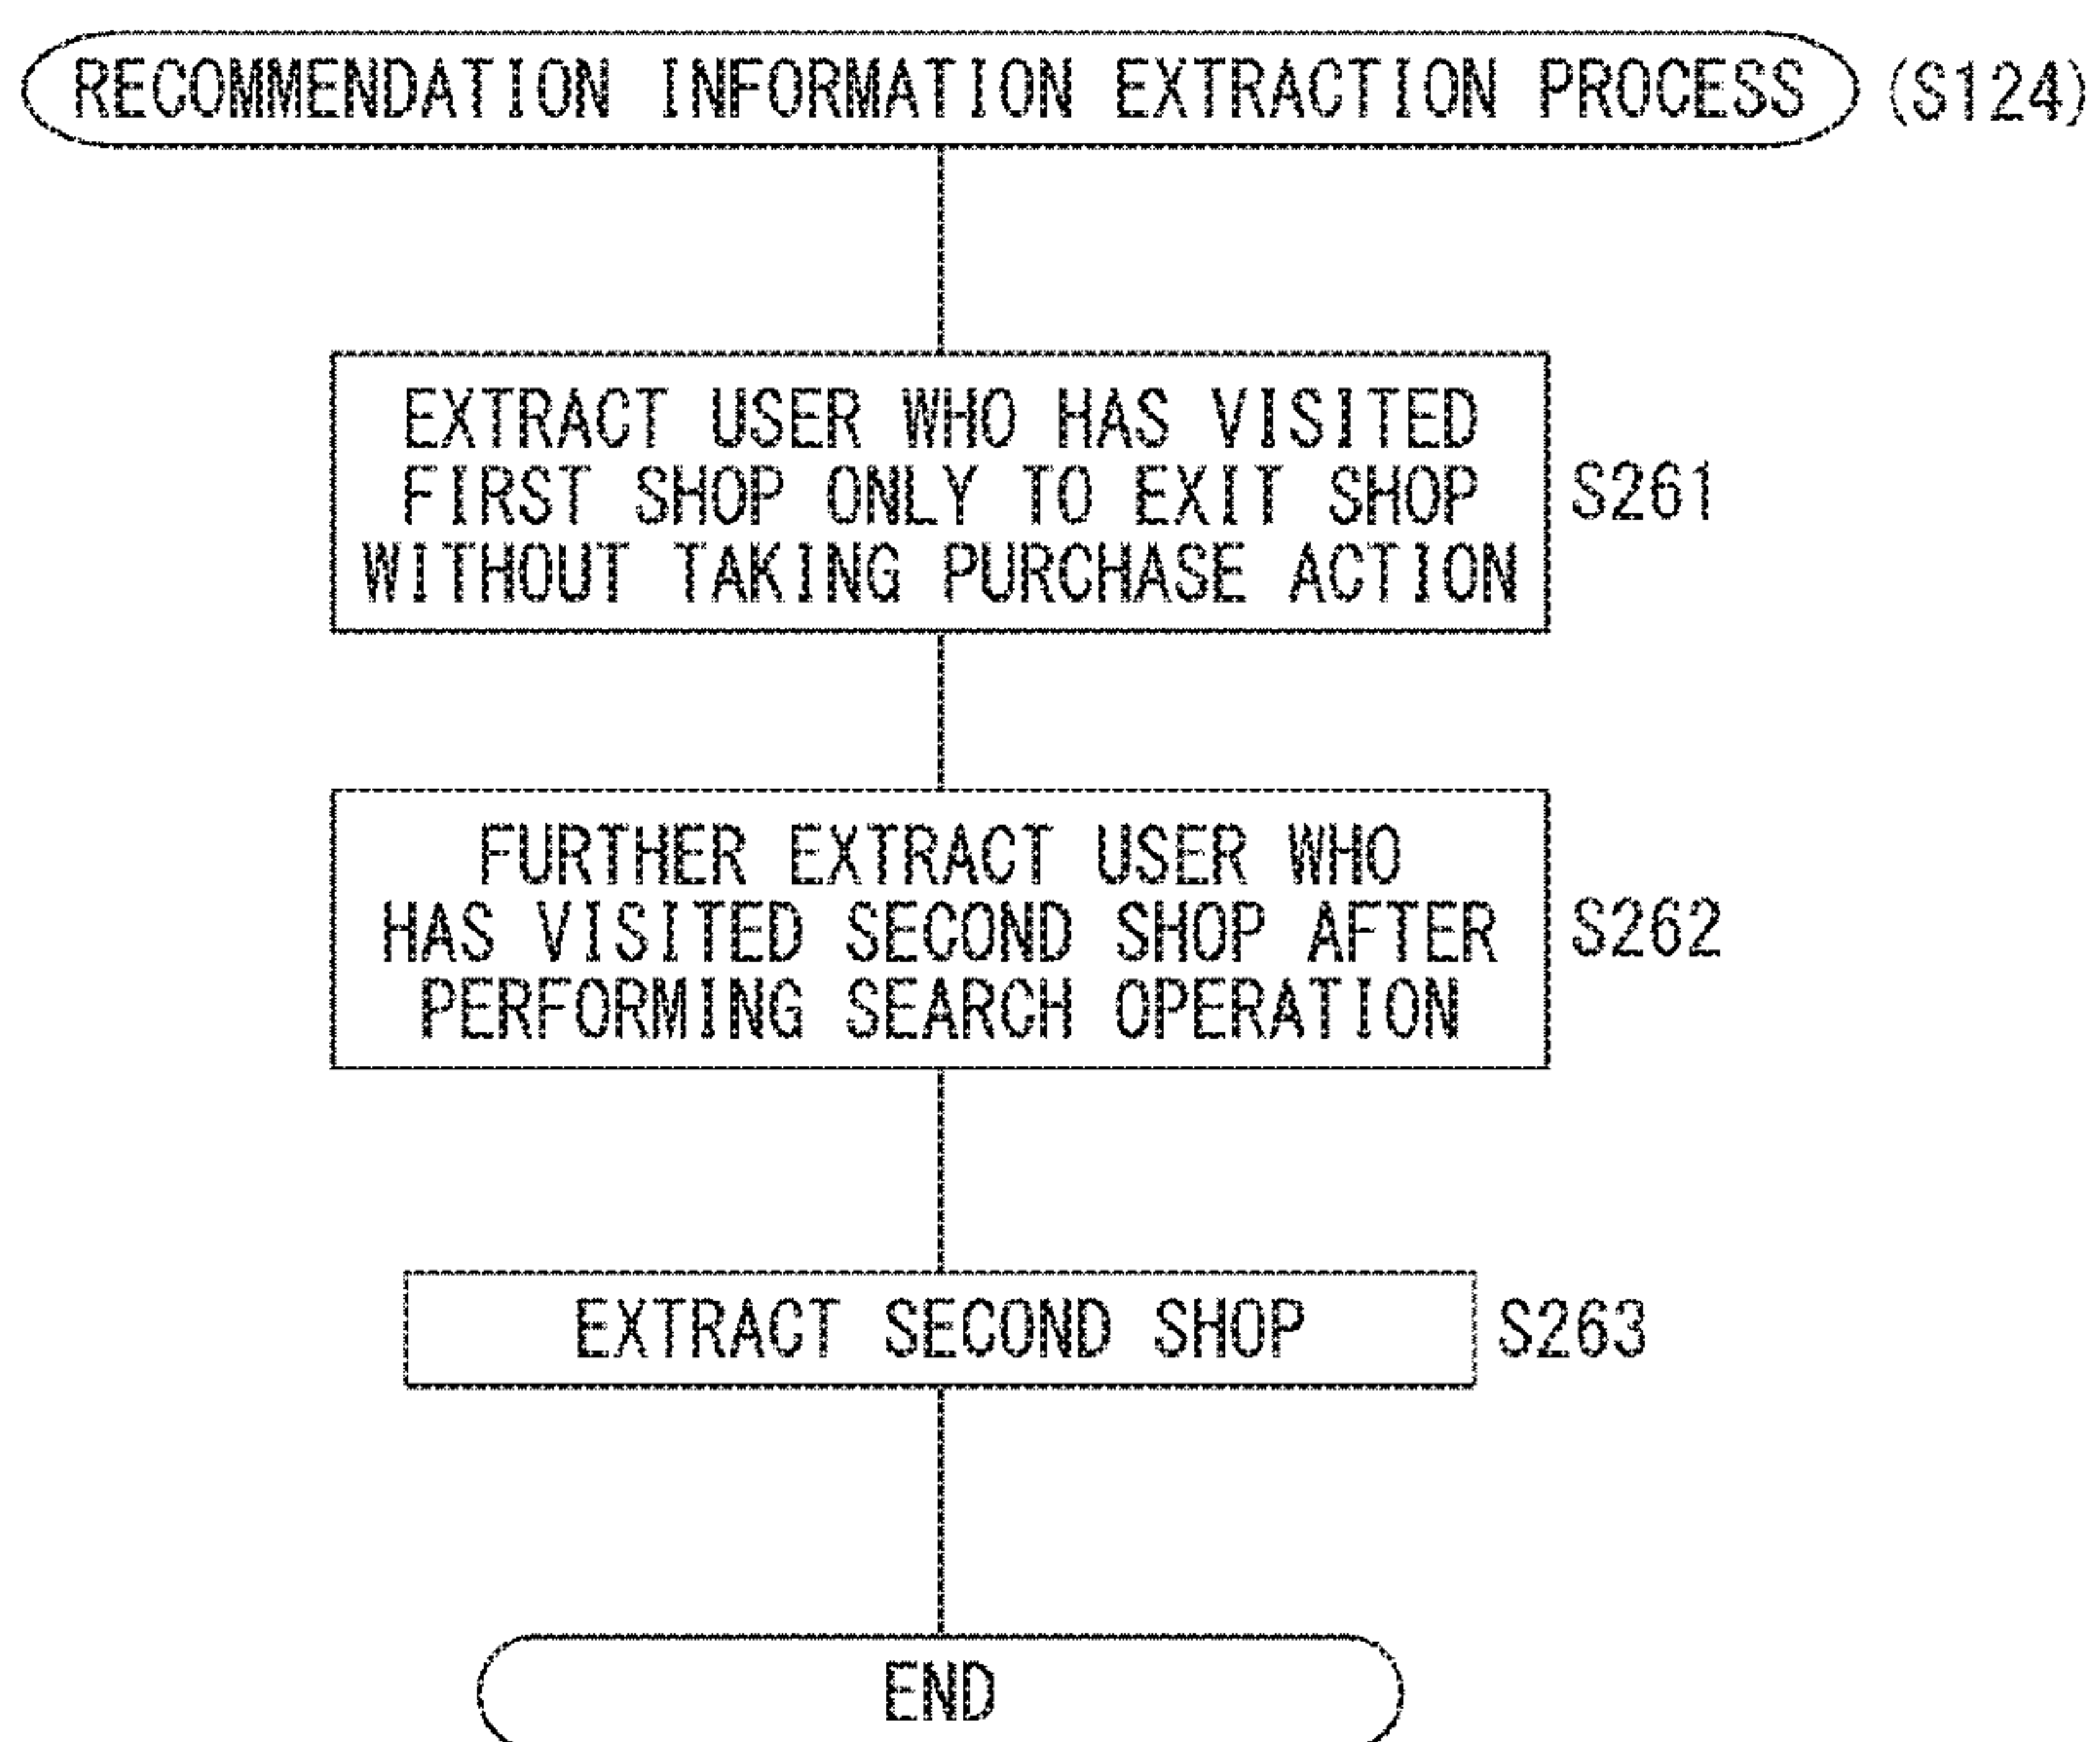 RECOMMENDATION INFORMATION EXTRACTION PROCESS (S124)
EXTRACT USER WHO HAS VISITED
FIRST SHOP ONLY TO EXIT SHOP
WITHOUT TAKING PURCHASE ACTION
S261
FURTHER EXTRACT USER WHO
HAS VISITED SECOND SHOP AFTER
PERFORMING SEARCH OPERATION
S262
EXTRACT SECOND SHOP
S263
END